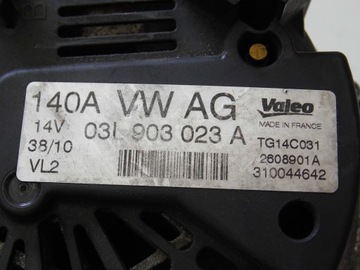 140A VW AG Valeo
14V 03L 903 023 A MADE IN FRANCE
38/10 TG14C031
VL2 2608901A
310044642